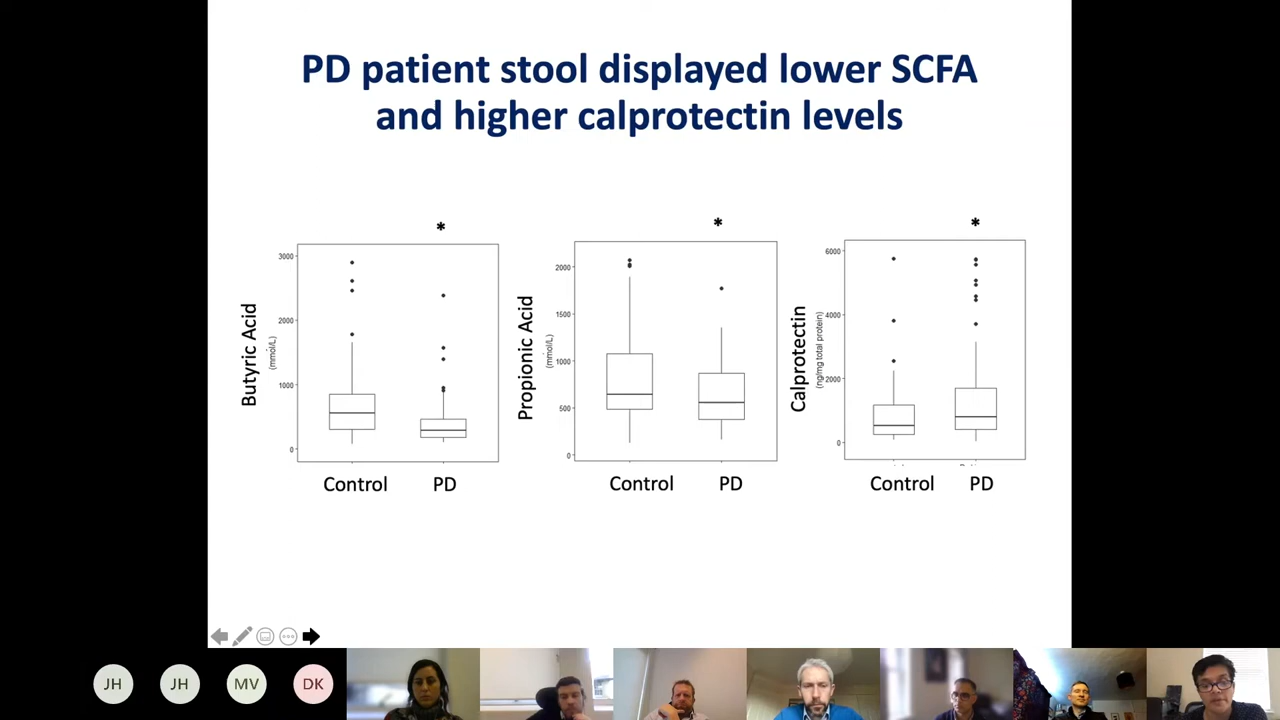 PD patient stool displayed lower SCFA
and higher calprotectin levels
* * *
Butyric Acid
(mmol/L)
3000
2000
1000
0
Control PD
Propionic Acid
(mmol/L)
2000
1500
1000
500
0
Control PD
Calprotectin
(ng/mg total protein)
6000
4000
2000
0
Control PD
JH JH MV DK